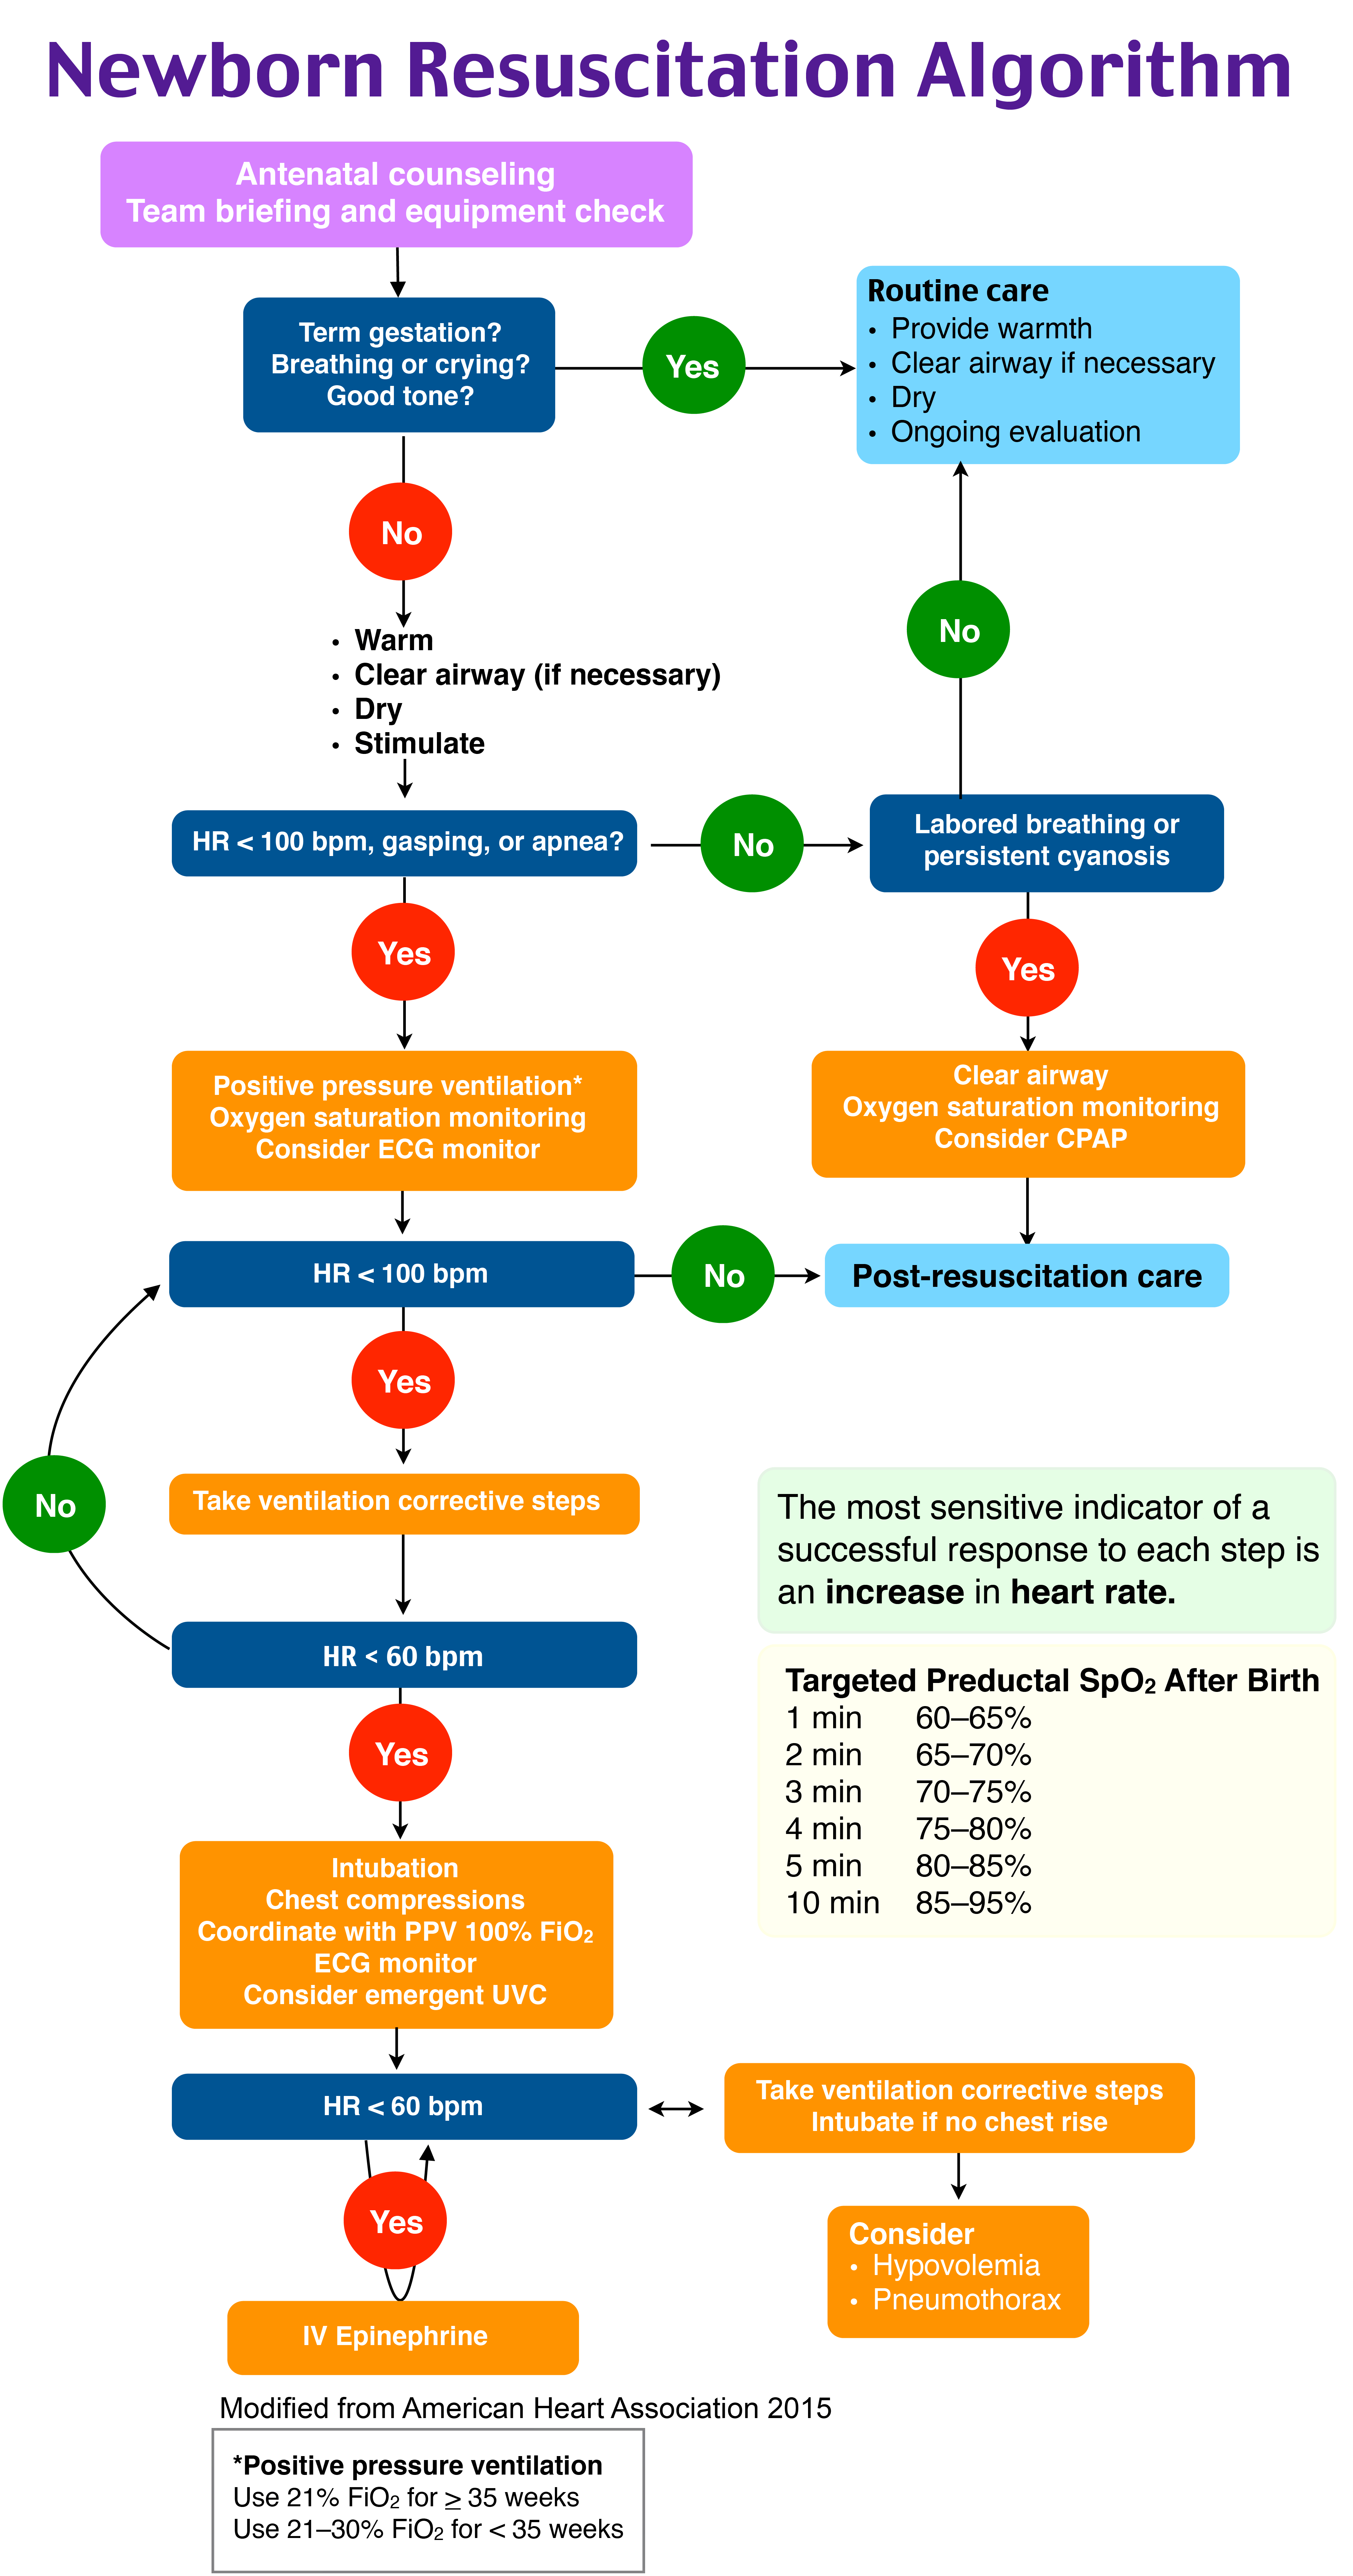 Newborn Resuscitation Algorithm
Antenatal counseling
Team briefing and equipment check
Term gestation?
Breathing or crying?
Good tone?
Yes
Routine care
• Provide warmth
• Clear airway if necessary
• Dry
• Ongoing evaluation
No
No
• Warm
• Clear airway (if necessary)
• Dry
• Stimulate
HR < 100 bpm, gasping, or apnea?
No
Labored breathing or
persistent cyanosis
Yes
Yes
Positive pressure ventilation*
Oxygen saturation monitoring
Consider ECG monitor
Clear airway
Oxygen saturation monitoring
Consider CPAP
HR < 100 bpm
No
Post-resuscitation care
Yes
Take ventilation corrective steps
No
HR < 60 bpm
The most sensitive indicator of a
successful response to each step is
an increase in heart rate.
Targeted Preductal SpO₂ After Birth
1 min 60–65%
2 min 65–70%
3 min 70–75%
4 min 75–80%
5 min 80–85%
10 min 85–95%
Yes
Intubation
Chest compressions
Coordinate with PPV 100% FiO₂
ECG monitor
Consider emergent UVC
HR < 60 bpm
Take ventilation corrective steps
Intubate if no chest rise
Yes
Consider
• Hypovolemia
• Pneumothorax
IV Epinephrine
Modified from American Heart Association 2015
*Positive pressure ventilation
Use 21% FiO₂ for ≥ 35 weeks
Use 21–30% FiO₂ for < 35 weeks